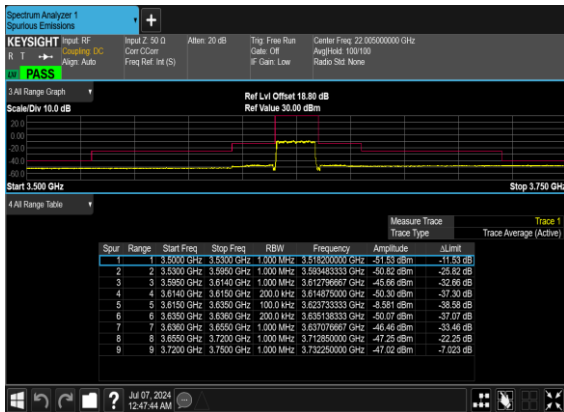 Spectrum Analyzer 1
Spurious Emissions
KEYSIGHT Input: RF Input Z: 50 Ω Atten: 20 dB Trig: Free Run Center Freq: 22.005000000 GHz
R T Coupling: DC Corr CCorr Gate: Off Avg|Hold: 100/100
Align: Auto Freq Ref: Int (S) IF Gain: Low Radio Std: None
PASS
3 All Range Graph
Ref Lvl Offset 18.80 dB
Scale/Div 10.0 dB Ref Value 30.00 dBm
20.0
0.00
-20.0
-40.0
-60.0
Start 3.500 GHz Stop 3.750 GHz
4 All Range Table
Measure Trace Trace 1
Trace Type Trace Average (Active)
Spur Range Start Freq Stop Freq RBW Frequency Amplitude ΔLimit
1 1 3.5000 GHz 3.5300 GHz 1.000 MHz 3.518200000 GHz -51.53 dBm -11.53 dB
2 2 3.5300 GHz 3.5950 GHz 1.000 MHz 3.593483333 GHz -50.82 dBm -25.82 dB
3 3 3.5950 GHz 3.6140 GHz 1.000 MHz 3.612796667 GHz -45.66 dBm -32.66 dB
4 4 3.6140 GHz 3.6150 GHz 200.0 kHz 3.614875000 GHz -50.30 dBm -37.30 dB
5 5 3.6150 GHz 3.6350 GHz 100.0 kHz 3.623733333 GHz -8.581 dBm -38.58 dB
6 6 3.6350 GHz 3.6360 GHz 200.0 kHz 3.635138333 GHz -50.07 dBm -37.07 dB
7 7 3.6360 GHz 3.6550 GHz 1.000 MHz 3.637076667 GHz -46.46 dBm -33.46 dB
8 8 3.6550 GHz 3.7200 GHz 1.000 MHz 3.712850000 GHz -47.25 dBm -22.25 dB
9 9 3.7200 GHz 3.7500 GHz 1.000 MHz 3.732250000 GHz -47.02 dBm -7.023 dB
? Jul 07, 2024
12:47:44 AM